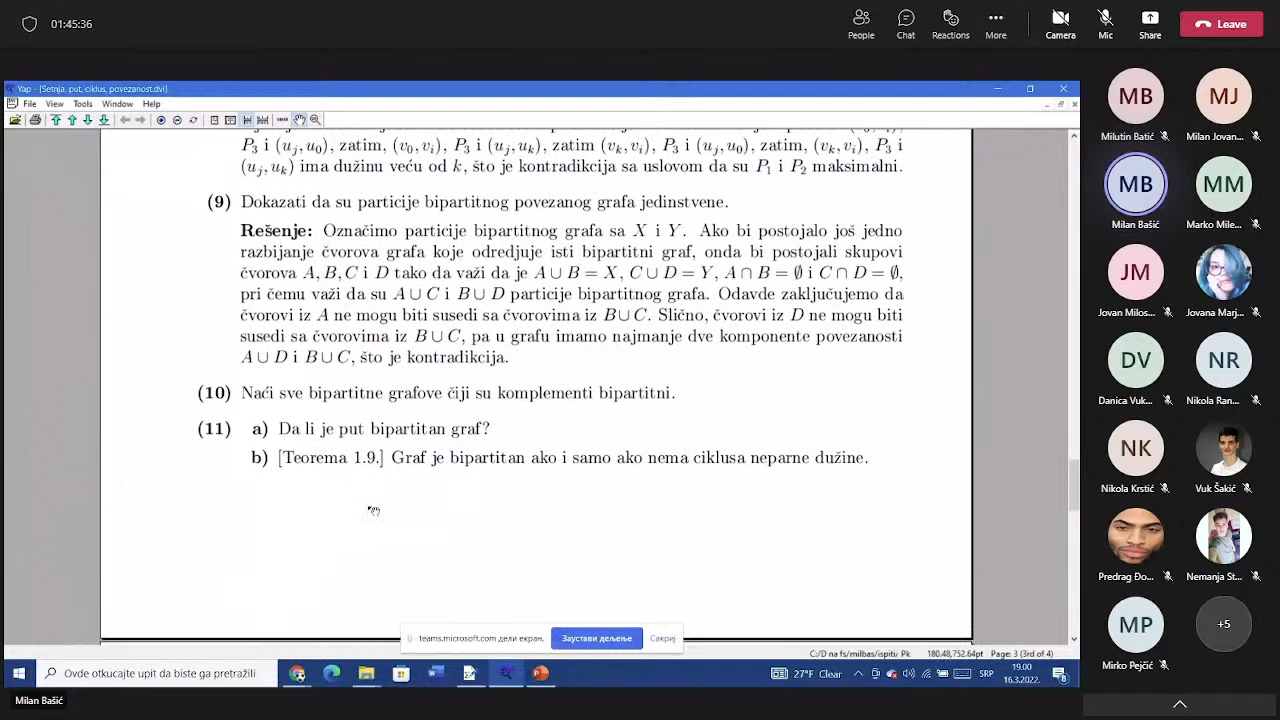 01:45:36
People
Chat
Reactions
More
Camera
Mic
Share
Leave
Yap - [Setnja, put, ciklus, povezanost.dvi]
File View Tools Window Help
P₃ i (uⱼ, u₀), zatim, (v₀, vᵢ), P₃ i (uⱼ, uₖ), zatim (vₖ, vᵢ), P₃ i (uⱼ, u₀), zatim, (vₖ, vᵢ), P₃ i
(uⱼ, uₖ) ima dužinu veću od k, što je kontradikcija sa uslovom da su P₁ i P₂ maksimalni.
(9) Dokazati da su particije bipartitnog povezanog grafa jedinstvene.
Rešenje: Označimo particije bipartitnog grafa sa X i Y. Ako bi postojalo još jedno
razbijanje čvorova grafa koje odredjuje isti bipartitni graf, onda bi postojali skupovi
čvorova A, B, C i D tako da važi da je A ∪ B = X, C ∪ D = Y, A ∩ B = ∅ i C ∩ D = ∅,
pri čemu važi da su A ∪ C i B ∪ D particije bipartitnog grafa. Odavde zaključujemo da
čvorovi iz A ne mogu biti susedi sa čvorovima iz B ∪ C. Slično, čvorovi iz D ne mogu biti
susedi sa čvorovima iz B ∪ C, pa u grafu imamo najmanje dve komponente povezanosti
A ∪ D i B ∪ C, što je kontradikcija.
(10) Naći sve bipartitne grafove čiji su komplementi bipartitni.
(11) a) Da li je put bipartitan graf?
b) [Teorema 1.9.] Graf je bipartitan ako i samo ako nema ciklusa neparne dužine.
teams.microsoft.com дели екран.
Заустави дељење
Сакриј
C:/D na fs/milbas/ispiti/ Pk
180.48,752.64pt
Page: 3 (3rd of 4)
Ovde otkucajte upit da biste ga pretražili
27°F Clear
SRP
19.00
16.3.2022.
8
Milan Bašić
MB
Milutin Batić
MJ
Milan Jovan...
MB
Milan Bašić
MM
Marko Mile...
JM
Jovan Milos...
Jovana Marj...
DV
Danica Vuk...
NR
Nikola Ran...
NK
Nikola Krstić
Vuk Šakić
Predrag Do...
Nemanja St...
MP
Mirko Pejčić
+5